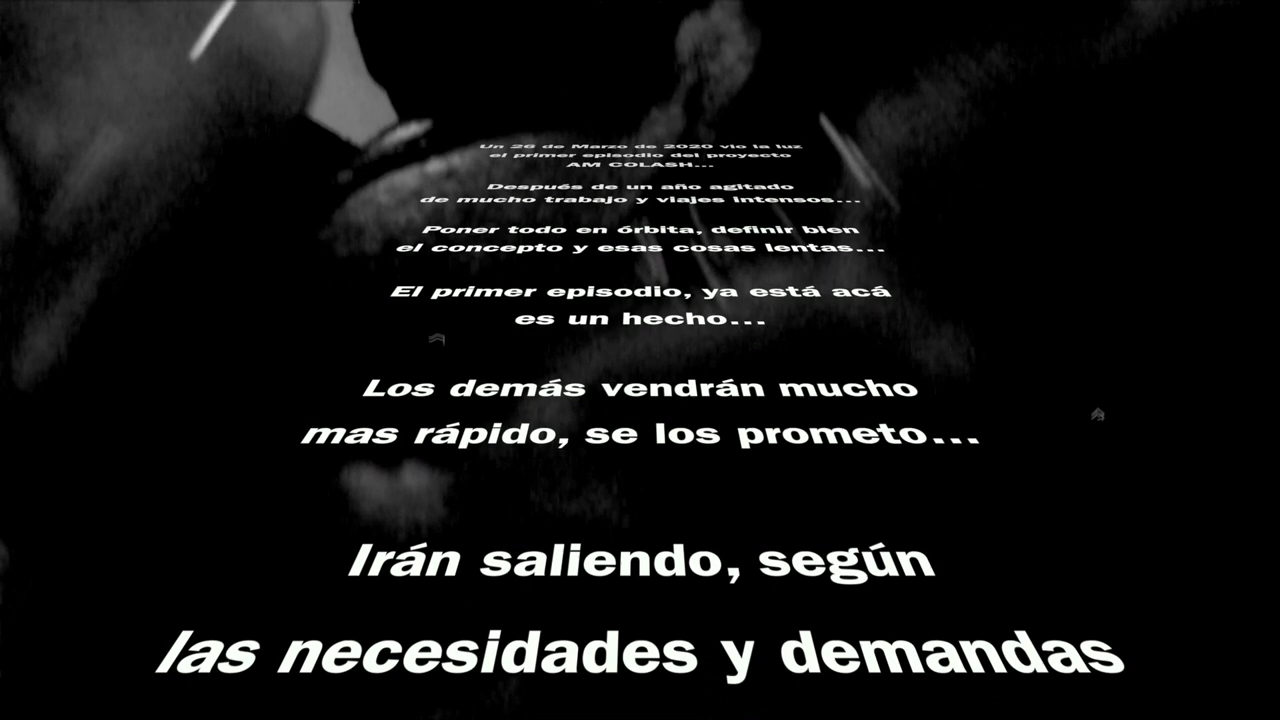 Un 26 de Marzo de 2020 vio la luz
el primer episodio del proyecto
AM COLASH...
Después de un año agitado
de mucho trabajo y viajes intensos...
Poner todo en órbita, definir bien
el concepto y esas cosas lentas...
El primer episodio, ya está acá
es un hecho...
Los demás vendrán mucho
mas rápido, se los prometo...
Irán saliendo, según
las necesidades y demandas